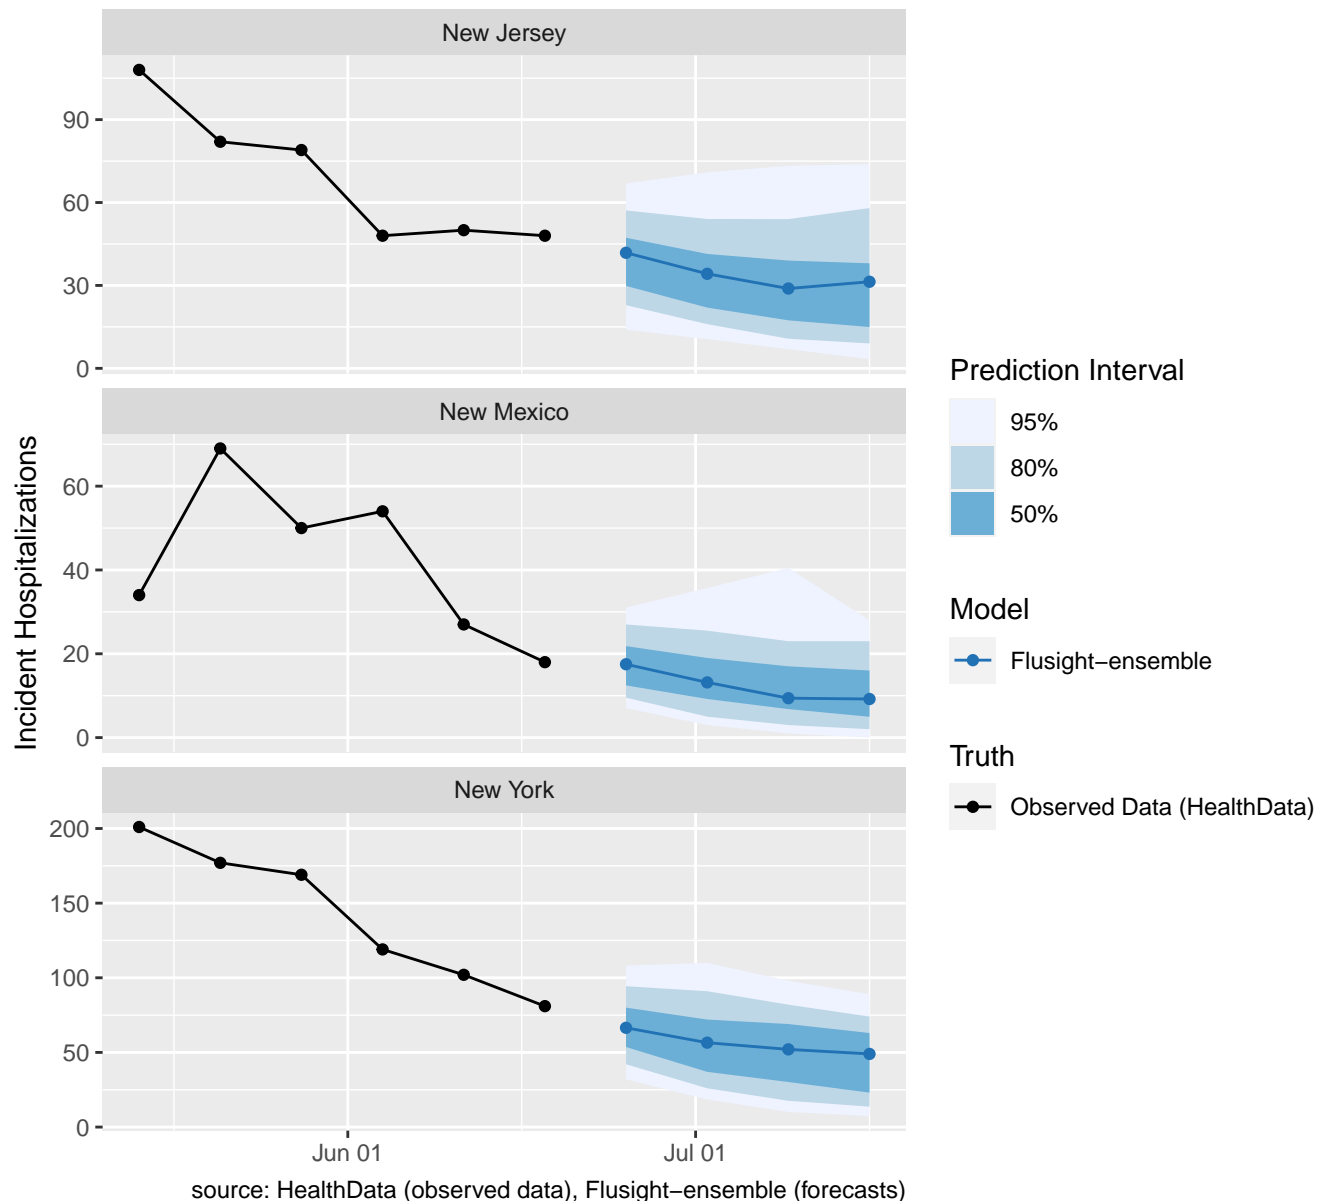 New Jersey
90
60
30
0
New Mexico
60
40
20
0
New York
200
150
100
50
0
Jun 01
Jul 01
Incident Hospitalizations
source: HealthData (observed data), Flusight−ensemble (forecasts)
Prediction Interval
95%
80%
50%
Model
Flusight−ensemble
Truth
Observed Data (HealthData)